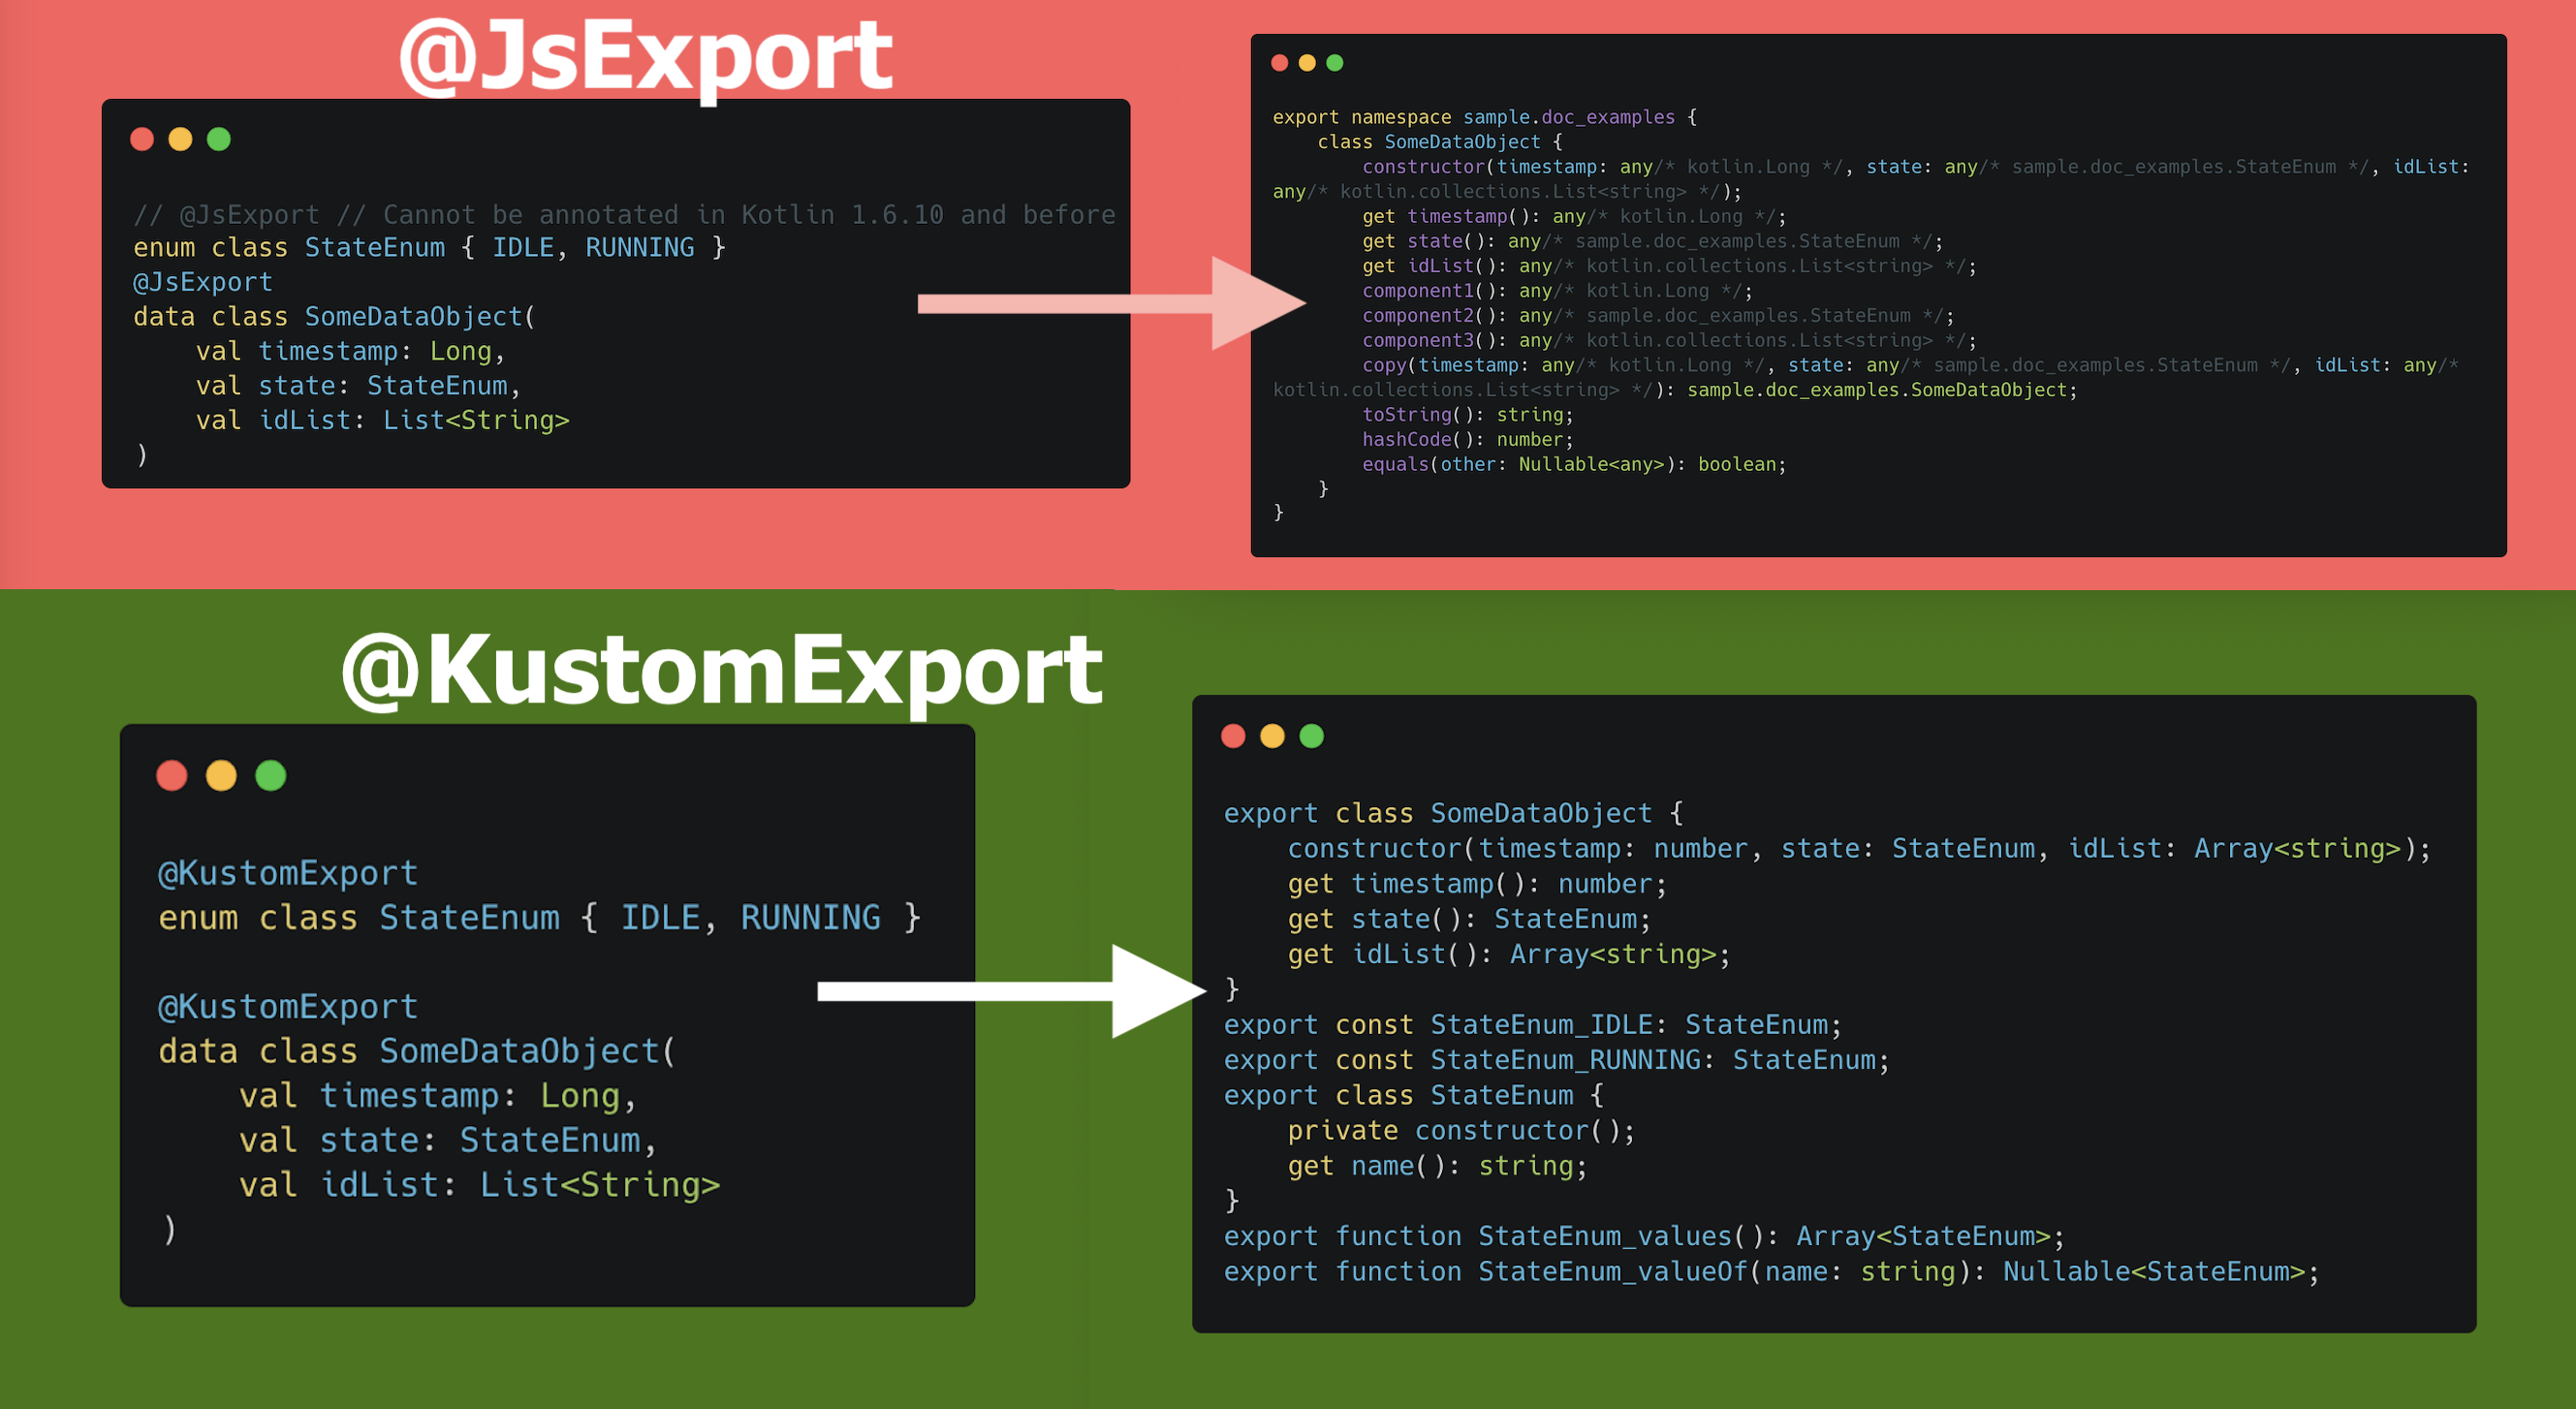 @JsExport
// @JsExport // Cannot be annotated in Kotlin 1.6.10 and before
enum class StateEnum { IDLE, RUNNING }
@JsExport
data class SomeDataObject(
    val timestamp: Long,
    val state: StateEnum,
    val idList: List<String>
)
export namespace sample.doc_examples {
    class SomeDataObject {
        constructor(timestamp: any/* kotlin.Long */, state: any/* sample.doc_examples.StateEnum */, idList:
any/* kotlin.collections.List<string> */);
        get timestamp(): any/* kotlin.Long */;
        get state(): any/* sample.doc_examples.StateEnum */;
        get idList(): any/* kotlin.collections.List<string> */;
        component1(): any/* kotlin.Long */;
        component2(): any/* sample.doc_examples.StateEnum */;
        component3(): any/* kotlin.collections.List<string> */;
        copy(timestamp: any/* kotlin.Long */, state: any/* sample.doc_examples.StateEnum */, idList: any/*
kotlin.collections.List<string> */): sample.doc_examples.SomeDataObject;
        toString(): string;
        hashCode(): number;
        equals(other: Nullable<any>): boolean;
    }
}
@KustomExport
@KustomExport
enum class StateEnum { IDLE, RUNNING }
@KustomExport
data class SomeDataObject(
    val timestamp: Long,
    val state: StateEnum,
    val idList: List<String>
)
export class SomeDataObject {
    constructor(timestamp: number, state: StateEnum, idList: Array<string>);
    get timestamp(): number;
    get state(): StateEnum;
    get idList(): Array<string>;
}
export const StateEnum_IDLE: StateEnum;
export const StateEnum_RUNNING: StateEnum;
export class StateEnum {
    private constructor();
    get name(): string;
}
export function StateEnum_values(): Array<StateEnum>;
export function StateEnum_valueOf(name: string): Nullable<StateEnum>;